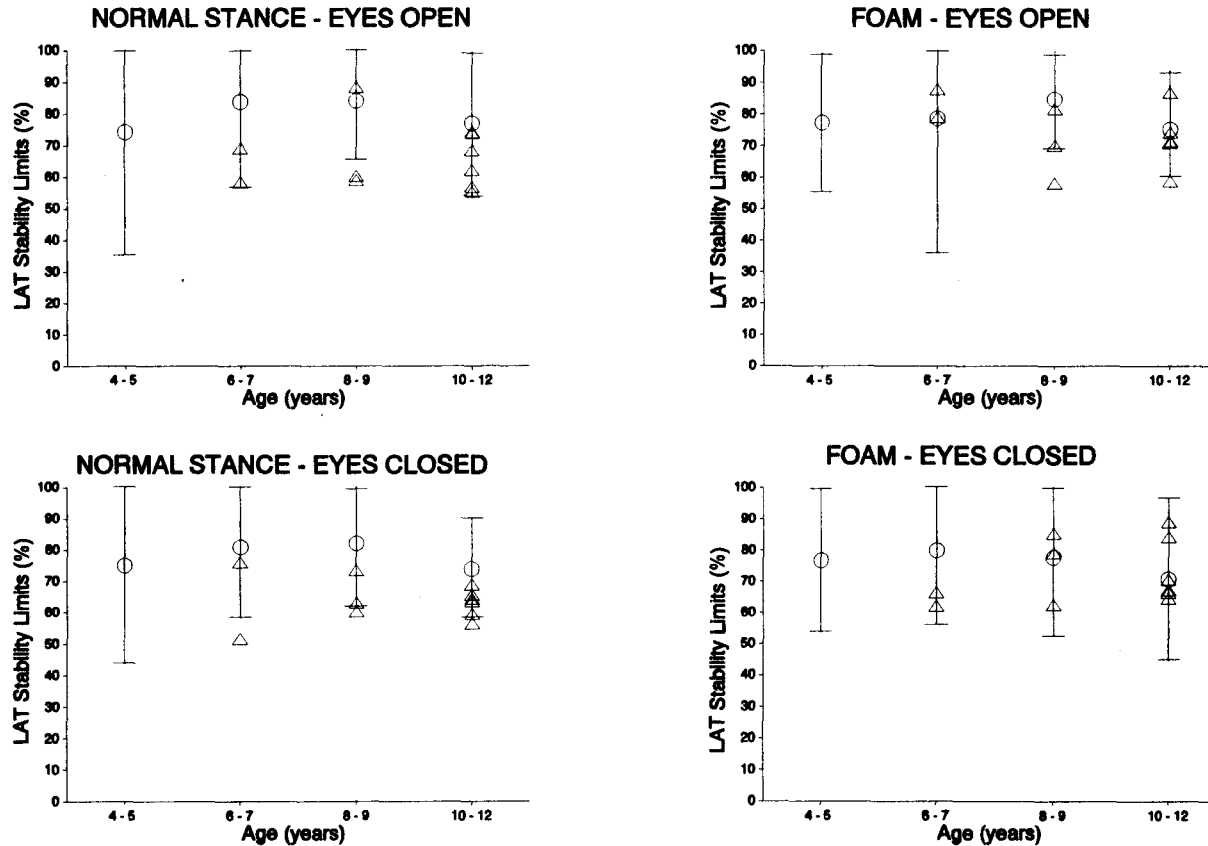 NORMAL STANCE - EYES OPEN
LAT Stability Limits (%)
100
90
80
70
60
50
40
30
20
10
0
4 - 5 6 - 7 8 - 9 10 - 12
Age (years)
FOAM - EYES OPEN
LAT Stability Limits (%)
100
90
80
70
60
50
40
30
20
10
0
4 - 5 6 - 7 8 - 9 10 - 12
Age (years)
NORMAL STANCE - EYES CLOSED
LAT Stability Limits (%)
100
90
80
70
60
50
40
30
20
10
0
4 - 5 6 - 7 8 - 9 10 - 12
Age (years)
FOAM - EYES CLOSED
LAT Stability Limits (%)
100
90
80
70
60
50
40
30
20
10
0
4 - 5 6 - 7 8 - 9 10 - 12
Age (years)